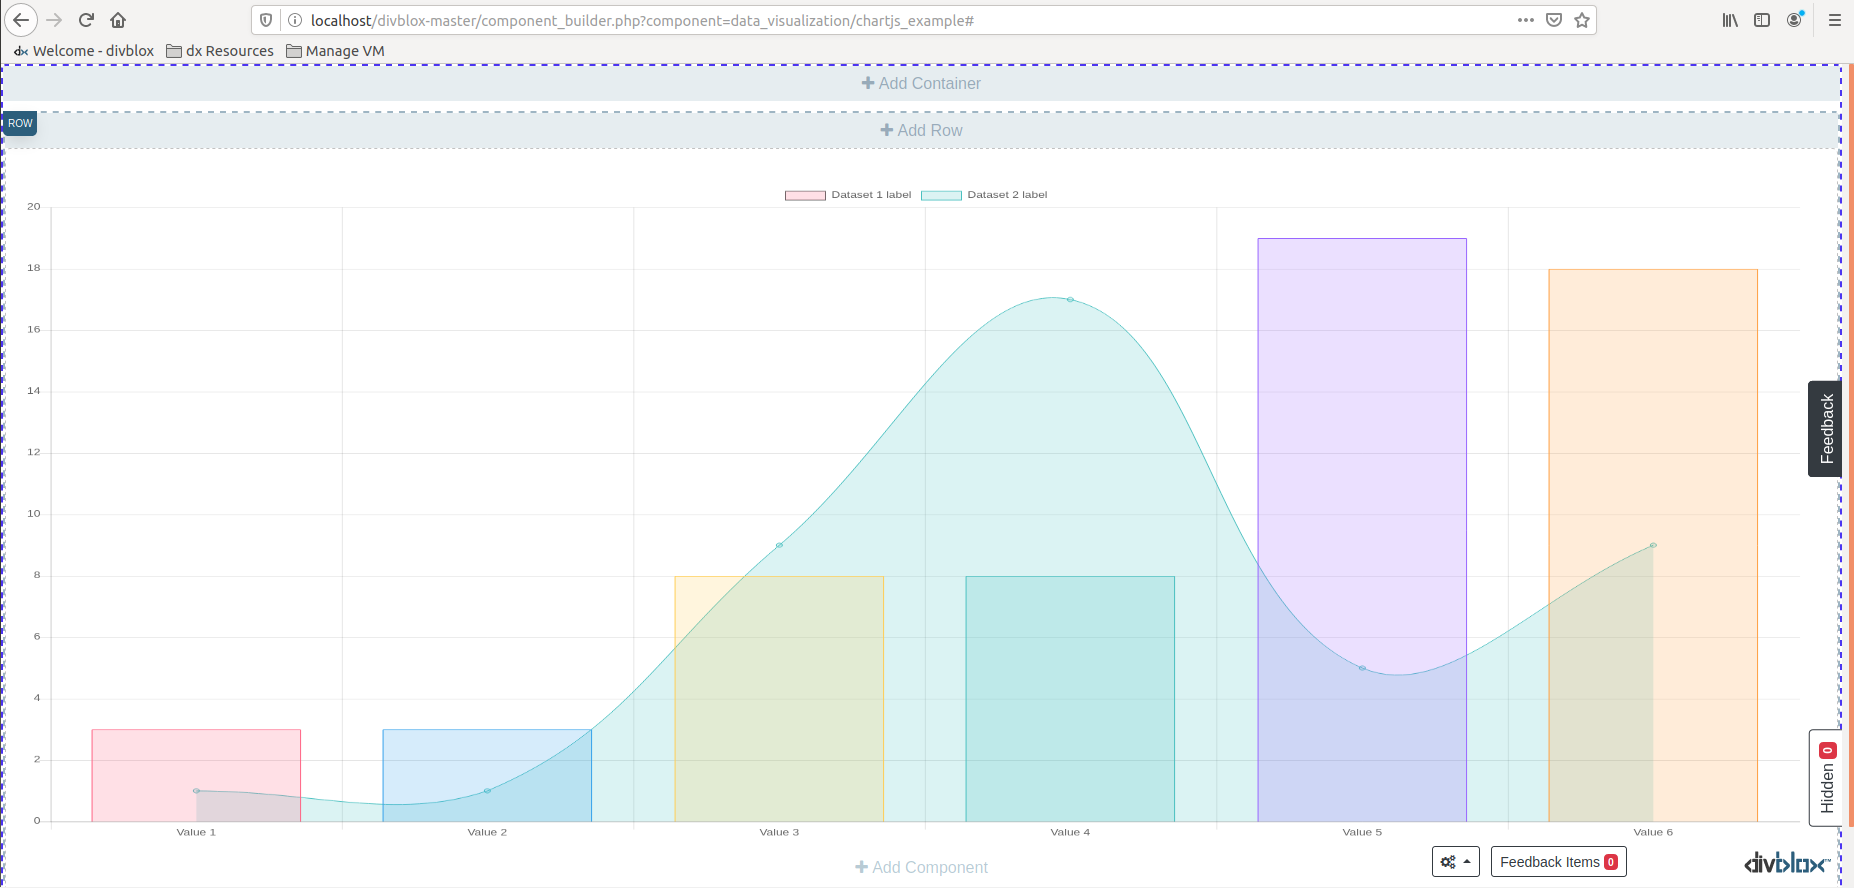 localhost/divblox-master/component_builder.php?component=data_visualization/chartjs_example#
dx Welcome - divblox dx Resources Manage VM
Add Container
ROW
Add Row
Dataset 1 label Dataset 2 label
20
18
16
14
12
10
8
6
4
2
0
Value 1 Value 2 Value 3 Value 4 Value 5 Value 6
Feedback
Hidden 0
Add Component
Feedback Items 0
divblox™